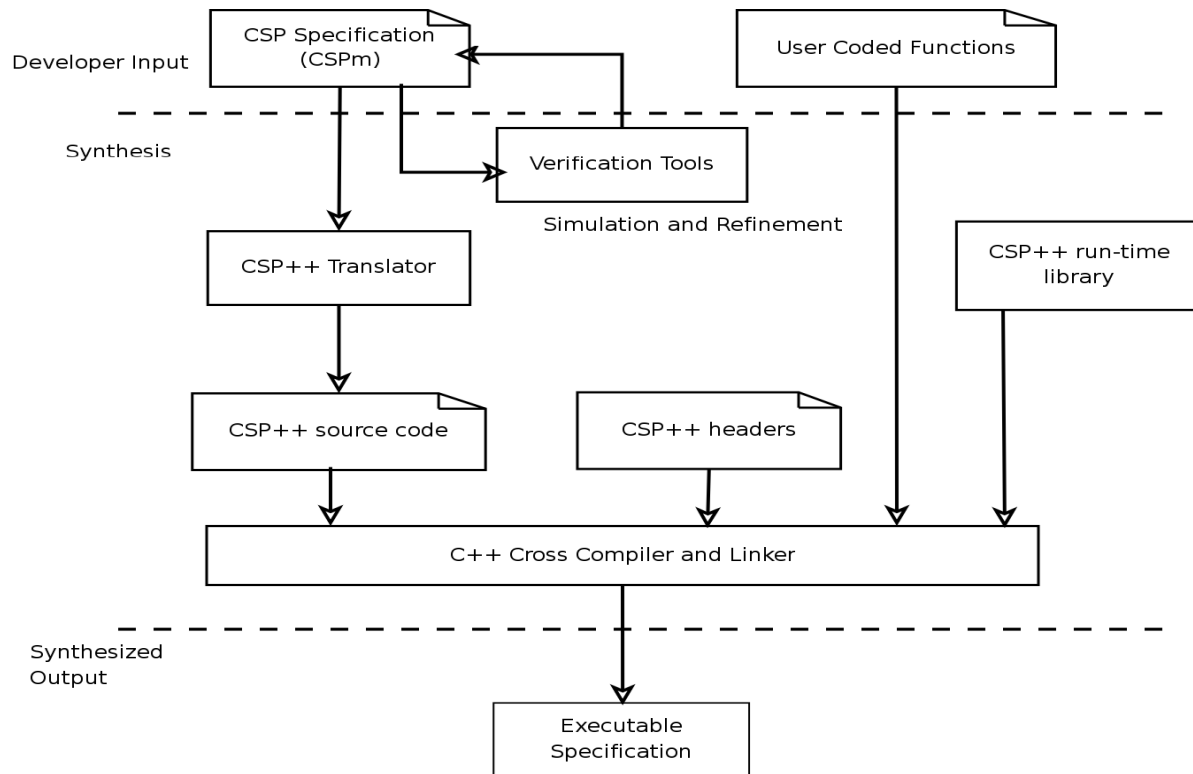 CSP Specification
(CSPm)
User Coded Functions
Developer Input
Synthesis
Verification Tools
Simulation and Refinement
CSP++ Translator
CSP++ run-time
library
CSP++ source code
CSP++ headers
C++ Cross Compiler and Linker
Synthesized
Output
Executable
Specification